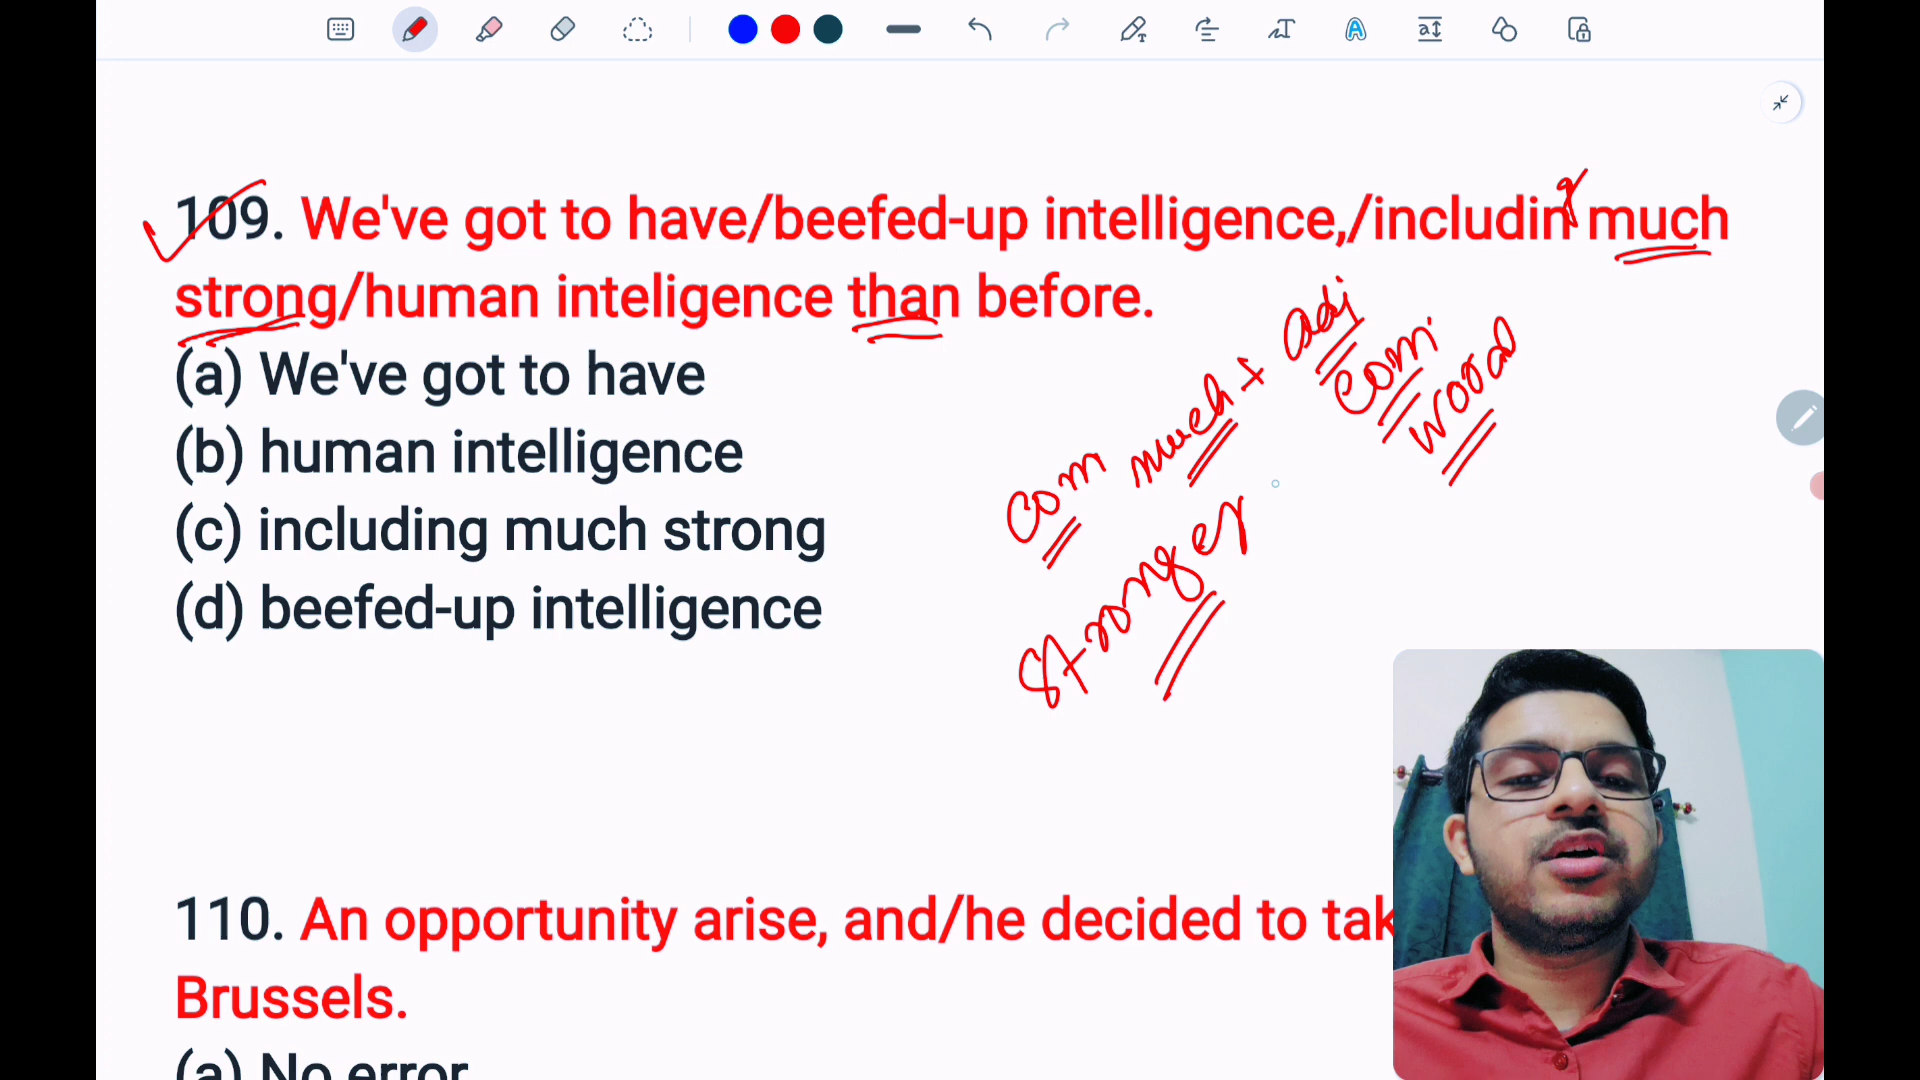 109. We've got to have/beefed-up intelligence,/including much
strong/human inteligence than before.
(a) We've got to have
(b) human intelligence
(c) including much strong
(d) beefed-up intelligence
com much + adj
com
word
stronger
110. An opportunity arise, and/he decided to tak
Brussels.
(a) No error